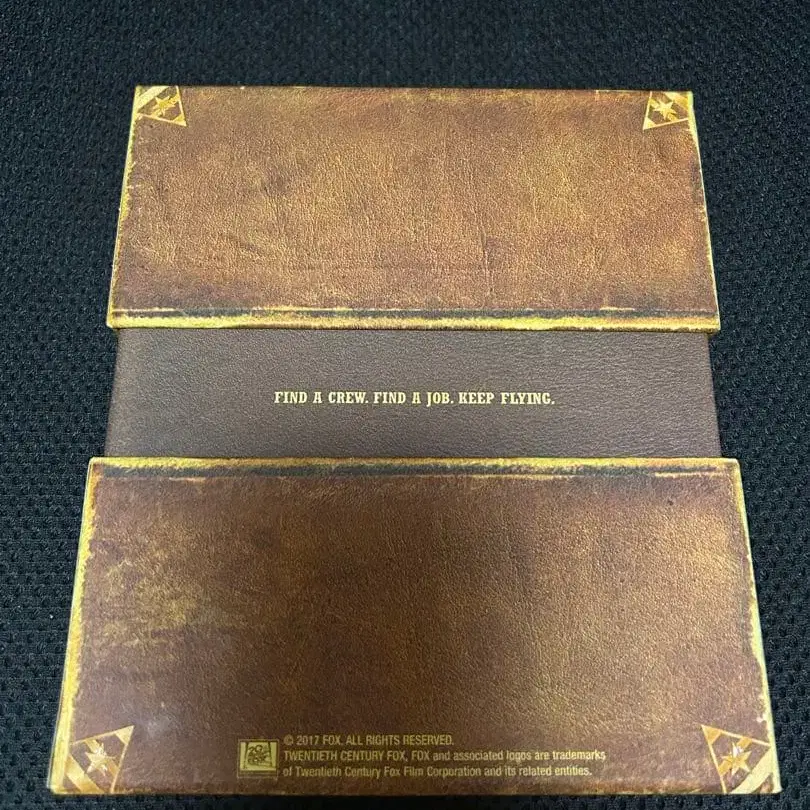 FIND A CREW. FIND A JOB. KEEP FLYING.
© 2017 FOX. ALL RIGHTS RESERVED.
TWENTIETH CENTURY FOX, FOX and associated logos are trademarks
of Twentieth Century Fox Film Corporation and its related entities.